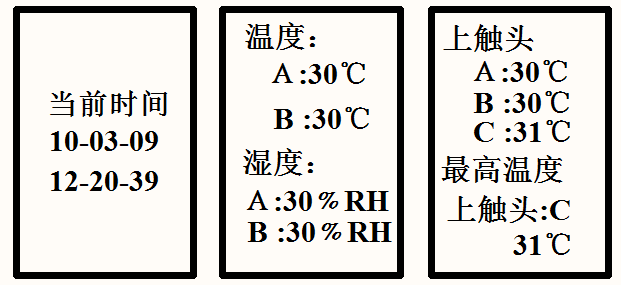 当前时间
10-03-09
12-20-39
温度：
A:30℃
B:30℃
湿度：
A:30%RH
B:30%RH
上触头
A:30℃
B:30℃
C:31℃
最高温度
上触头:C
31℃